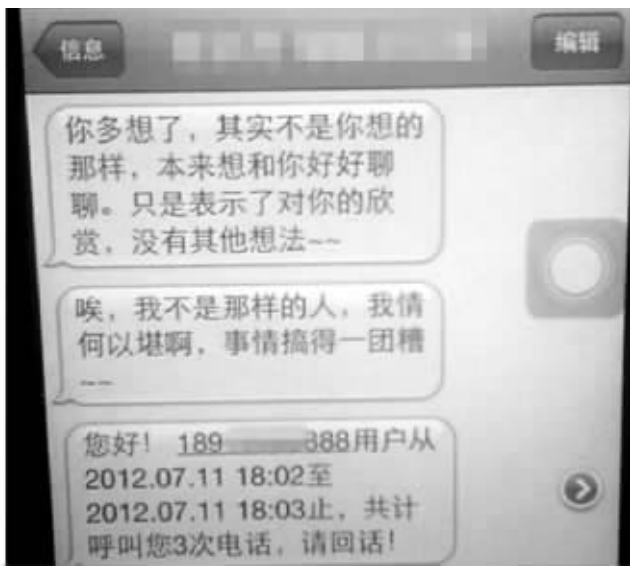 信息
编辑
你多想了，其实不是你想的
那样，本来想和你好好聊
聊。只是表示了对你的欣
赏，没有其他想法~~
唉，我不是那样的人，我情
何以堪啊，事情搞得一团糟
~~
您好！ 189 888用户从
2012.07.11 18:02至
2012.07.11 18:03止，共计
呼叫您3次电话，请回话！